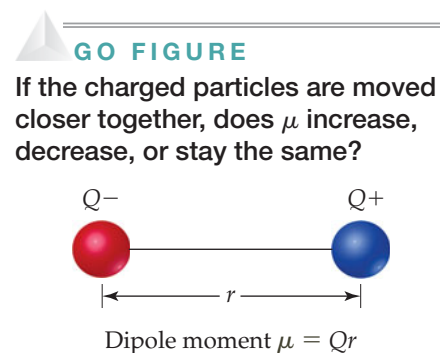 GO FIGURE
If the charged particles are moved
closer together, does μ increase,
decrease, or stay the same?
Q− Q+
r
Dipole moment μ = Qr